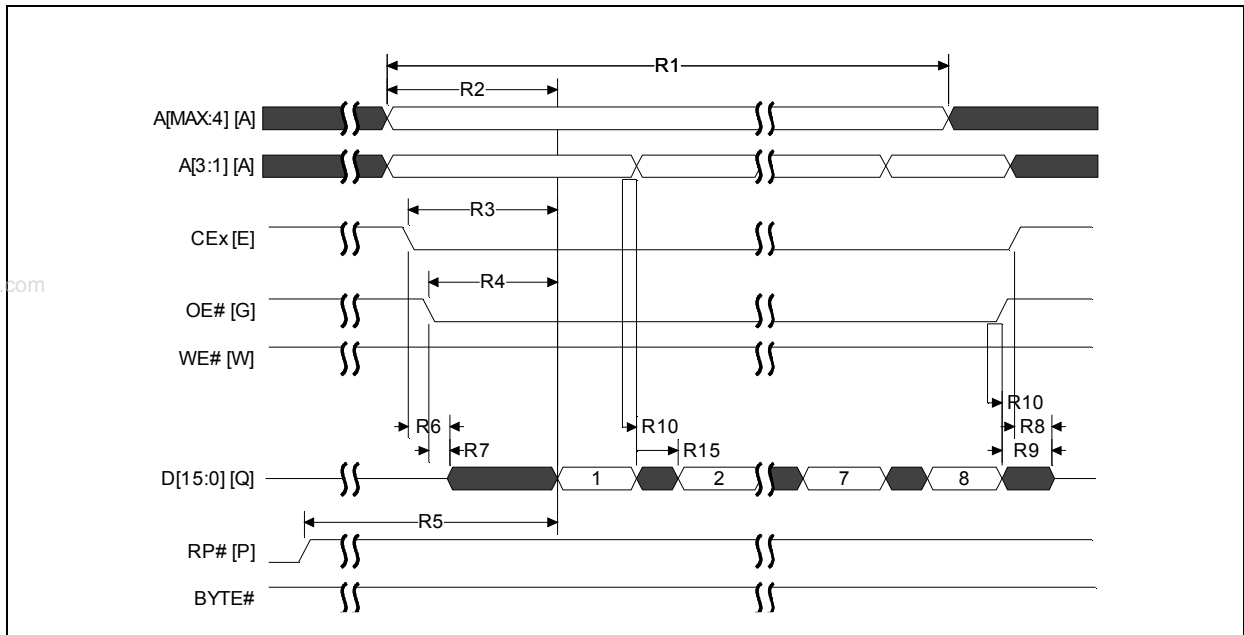 R1
R2
A[MAX:4] [A]
A[3:1] [A]
R3
CEx [E]
.com
R4
OE# [G]
WE# [W]
R10
R6
R10
R8
R7
R15
R9
D[15:0] [Q]
1
2
7
8
R5
RP# [P]
BYTE#